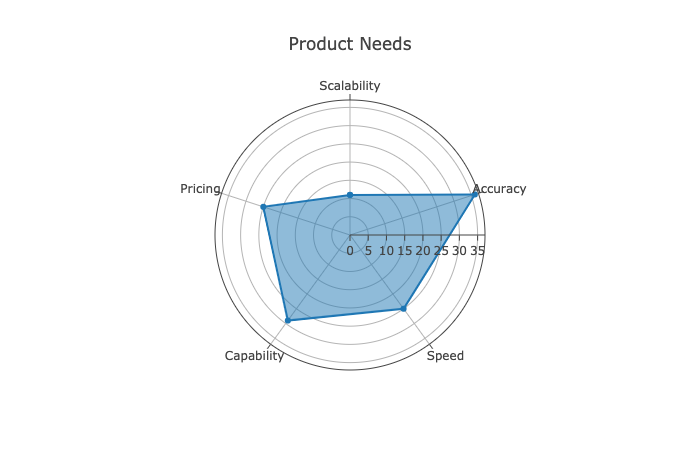 Product Needs
Scalability
Pricing
Accuracy
0 5 10 15 20 25 30 35
Capability
Speed